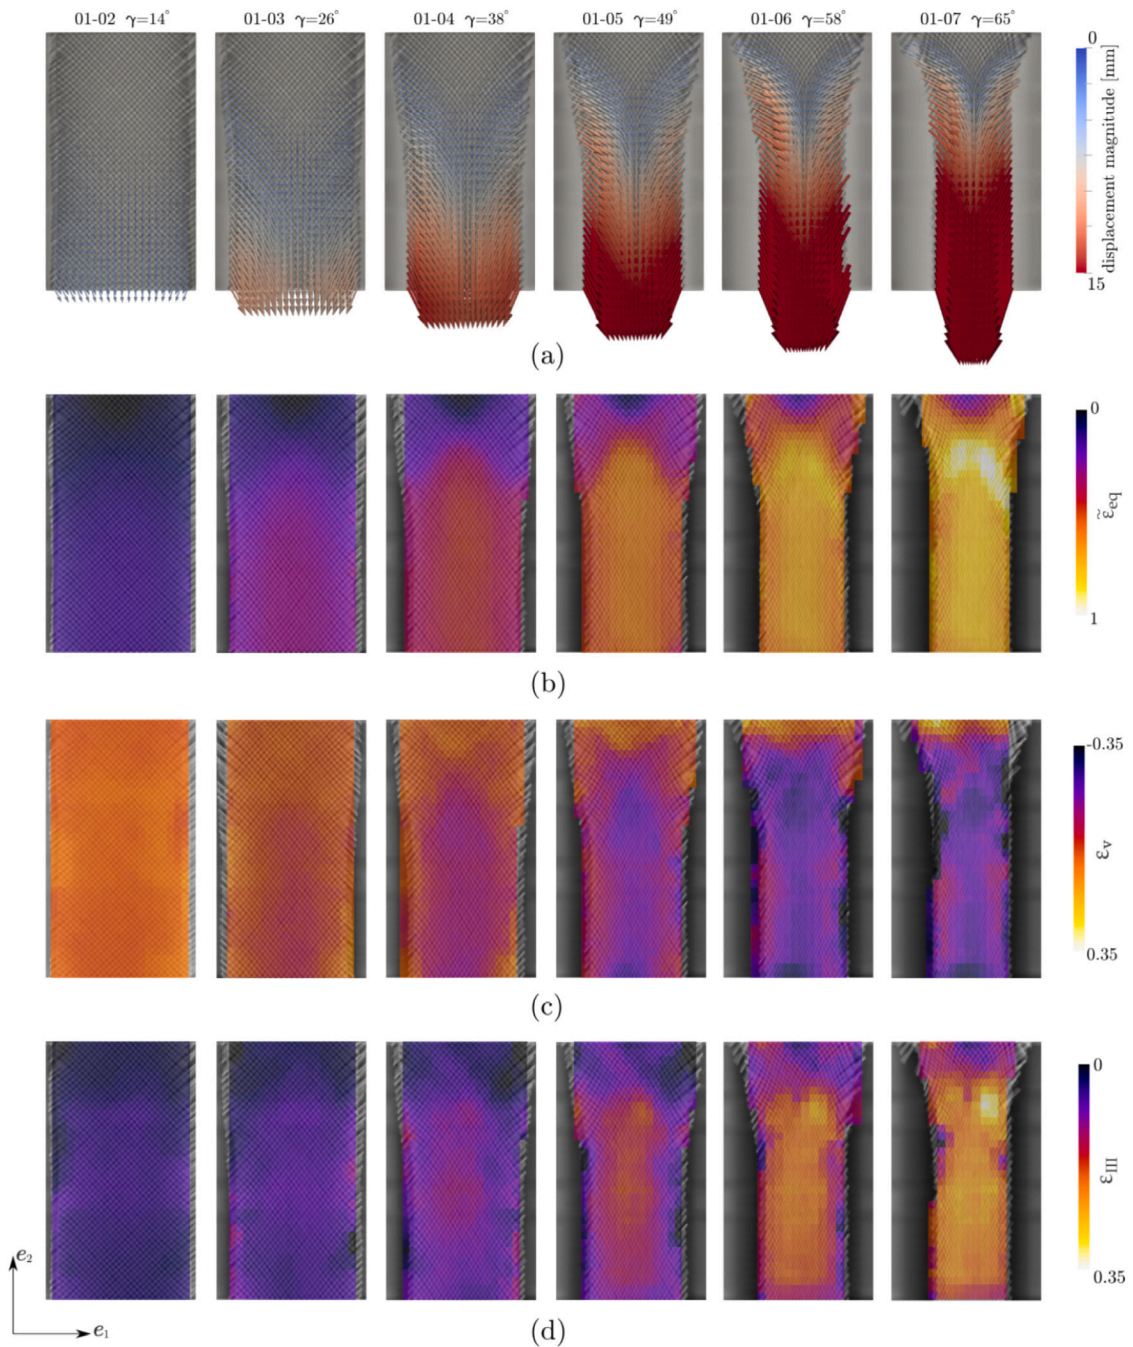 01-02 γ=14°
01-03 γ=26°
01-04 γ=38°
01-05 γ=49°
01-06 γ=58°
01-07 γ=65°
0
displacement magnitude [mm]
15
(a)
0
ε̃eq
1
(b)
-0.35
εv
0.35
(c)
0
εIII
0.35
e2
e1
(d)